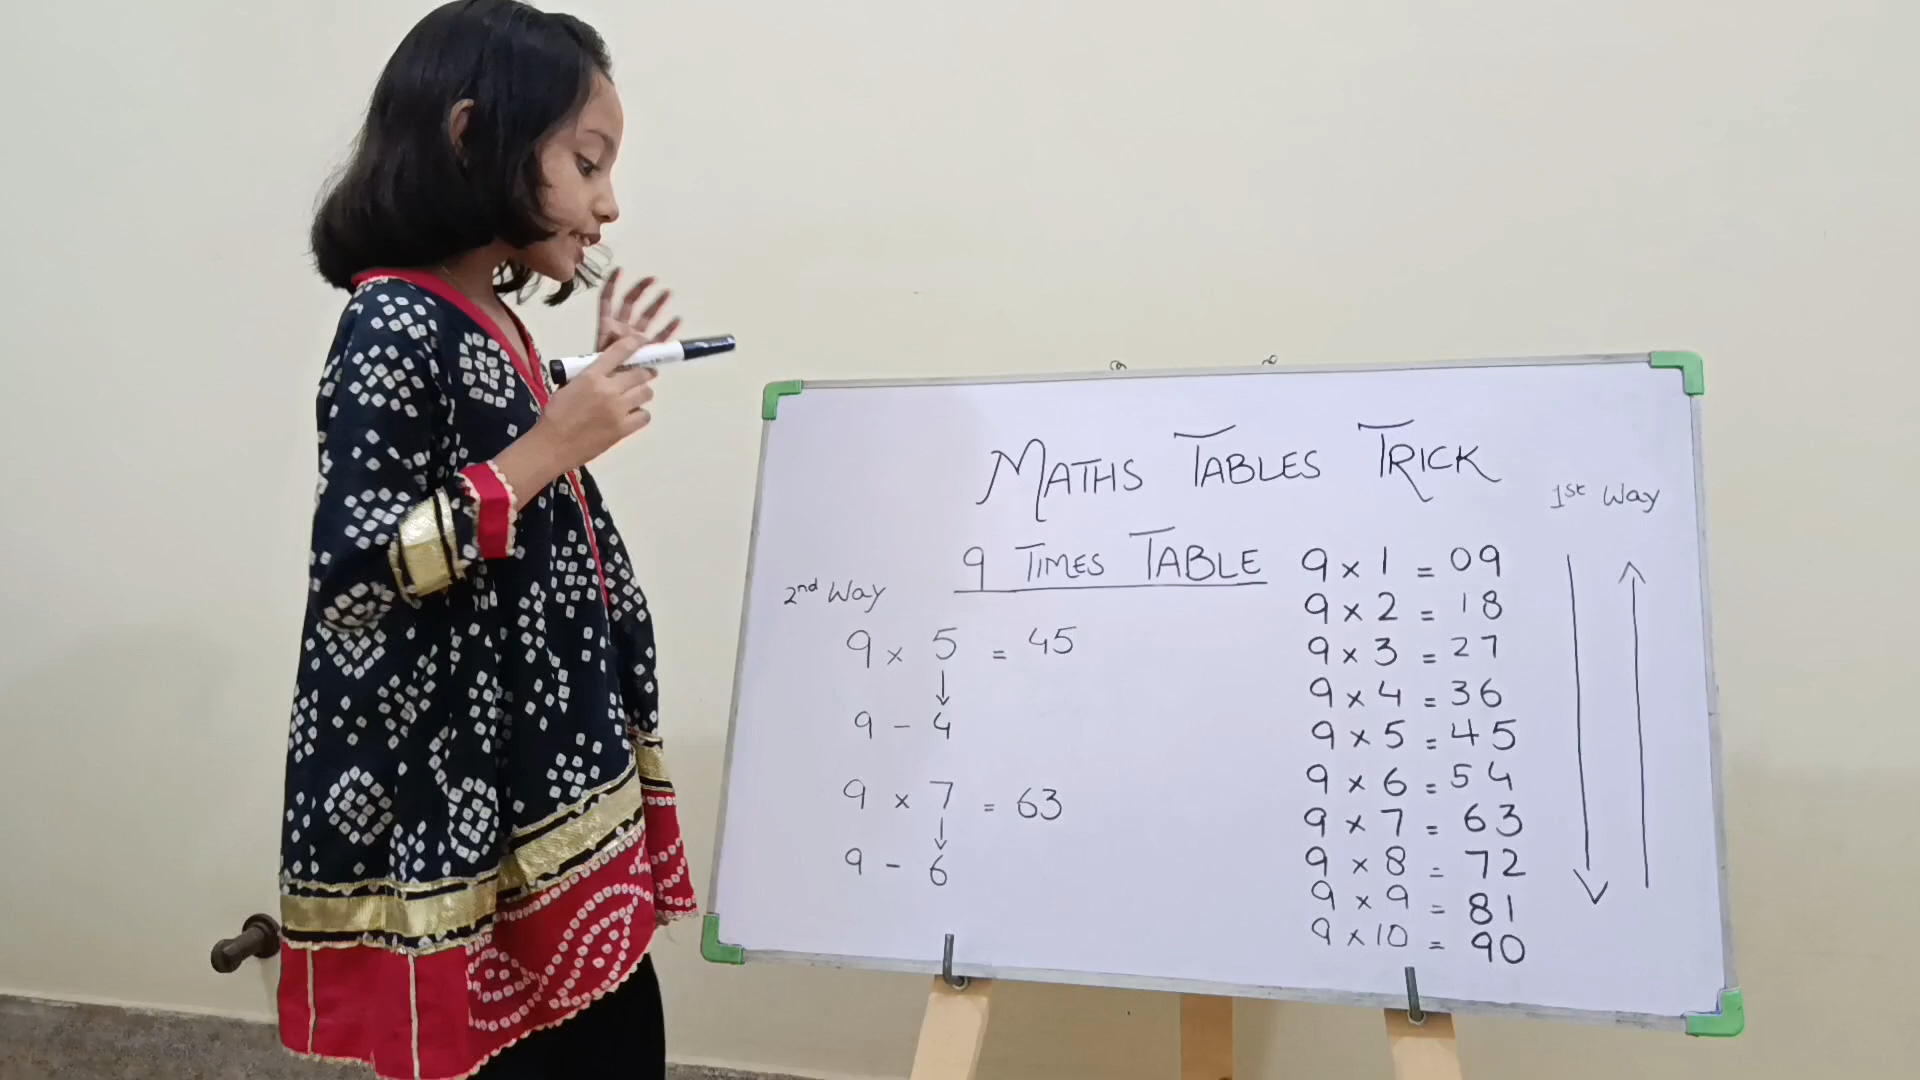 MATHS TABLES TRICK
9 TIMES TABLE
2nd Way
9 × 5 = 45
↓
9 - 4
9 × 7 = 63
↓
9 - 6
1st Way
9 × 1 = 09
9 × 2 = 18
9 × 3 = 27
9 × 4 = 36
9 × 5 = 45
9 × 6 = 54
9 × 7 = 63
9 × 8 = 72
9 × 9 = 81
9 × 10 = 90